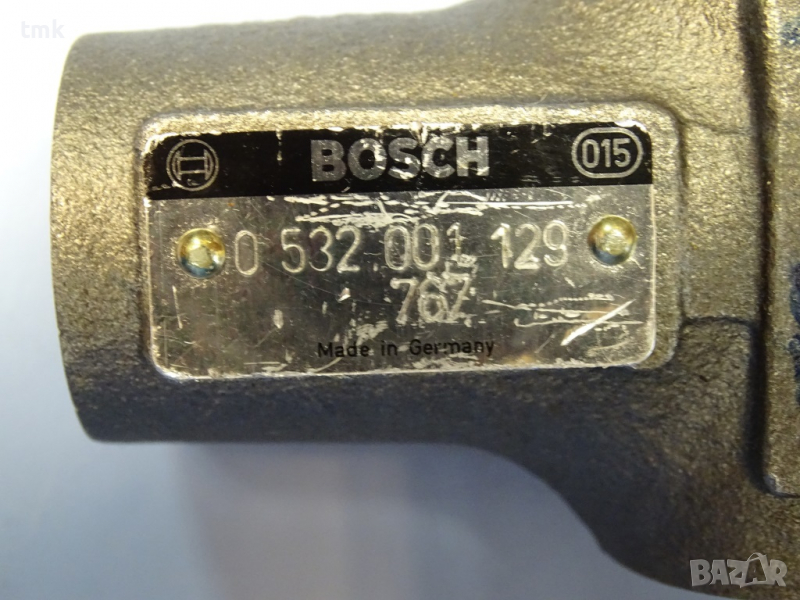 tmk
BOSCH 015
0 532 001 129
767
Made in Germany
BAZAR